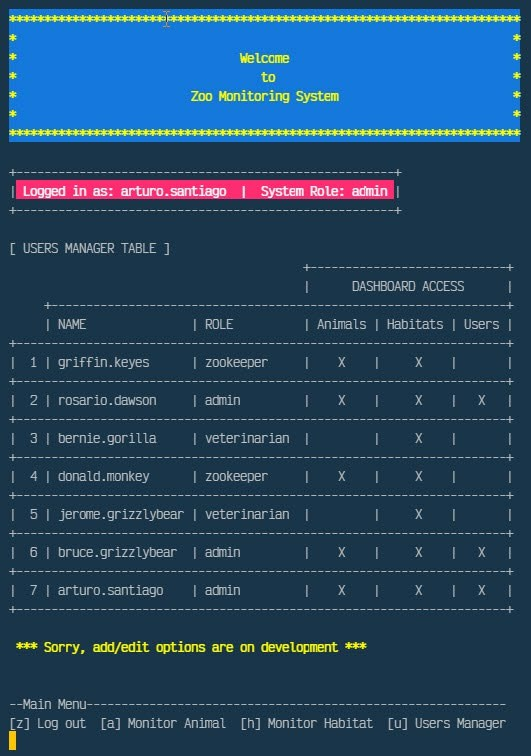 *************************************************************************
* *
* Welcome *
* to *
* Zoo Monitoring System *
* *
*************************************************************************
+------------------------------------------------------+
| Logged in as: arturo.santiago | System Role: admin |
+------------------------------------------------------+
[ USERS MANAGER TABLE ]
+----------------------------+
| DASHBOARD ACCESS |
+-----------------------------------------------------------------+
| NAME | ROLE | Animals | Habitats | Users |
+----------------------------------------------------------------------+
| 1 | griffin.keyes | zookeeper | X | X | |
+----------------------------------------------------------------------+
| 2 | rosario.dawson | admin | X | X | X |
+----------------------------------------------------------------------+
| 3 | bernie.gorilla | veterinarian | | X | |
+----------------------------------------------------------------------+
| 4 | donald.monkey | zookeeper | X | X | |
+----------------------------------------------------------------------+
| 5 | jerome.grizzlybear | veterinarian | | X | |
+----------------------------------------------------------------------+
| 6 | bruce.grizzlybear | admin | X | X | X |
+----------------------------------------------------------------------+
| 7 | arturo.santiago | admin | X | X | X |
+----------------------------------------------------------------------+
*** Sorry, add/edit options are on development ***
--Main Menu------------------------------------------------------------
[z] Log out [a] Monitor Animal [h] Monitor Habitat [u] Users Manager